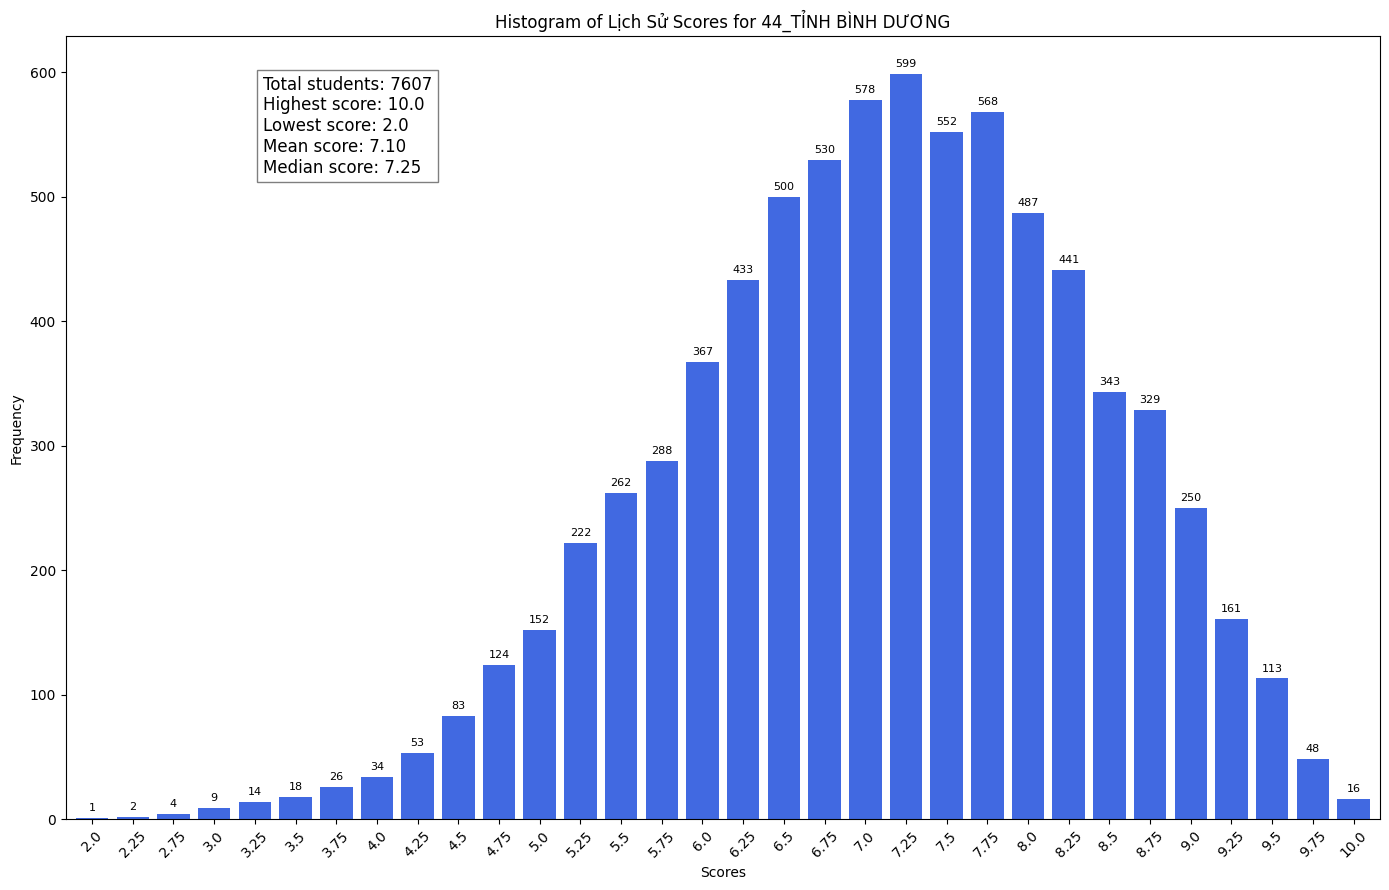 Histogram of Lịch Sử Scores for 44_TỈNH BÌNH DƯƠNG
Total students: 7607
Highest score: 10.0
Lowest score: 2.0
Mean score: 7.10
Median score: 7.25
Frequency
600
500
400
300
200
100
0
1 2 4 9 14 18 26 34 53 83 124 152 222 262 288 367 433 500 530 578 599 552 568 487 441 343 329 250 161 113 48 16
2.0 2.25 2.75 3.0 3.25 3.5 3.75 4.0 4.25 4.5 4.75 5.0 5.25 5.5 5.75 6.0 6.25 6.5 6.75 7.0 7.25 7.5 7.75 8.0 8.25 8.5 8.75 9.0 9.25 9.5 9.75 10.0
Scores